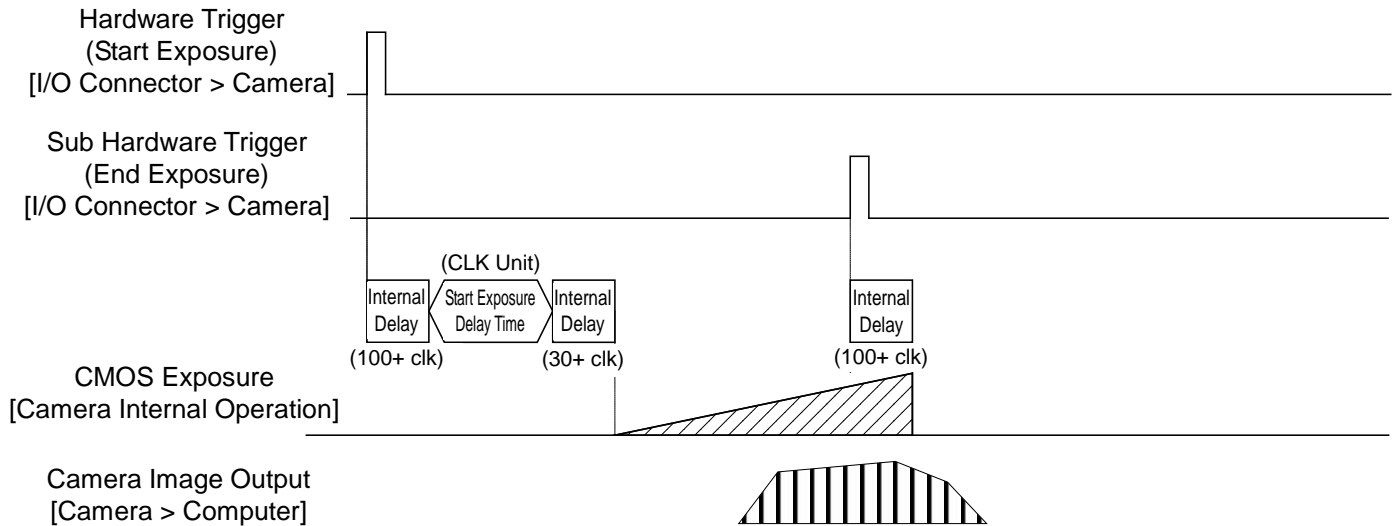 Hardware Trigger
(Start Exposure)
[I/O Connector > Camera]
Sub Hardware Trigger
(End Exposure)
[I/O Connector > Camera]
(CLK Unit)
Internal
Delay
Start Exposure
Delay Time
Internal
Delay
Internal
Delay
(100+ clk)
(30+ clk)
(100+ clk)
CMOS Exposure
[Camera Internal Operation]
Camera Image Output
[Camera > Computer]